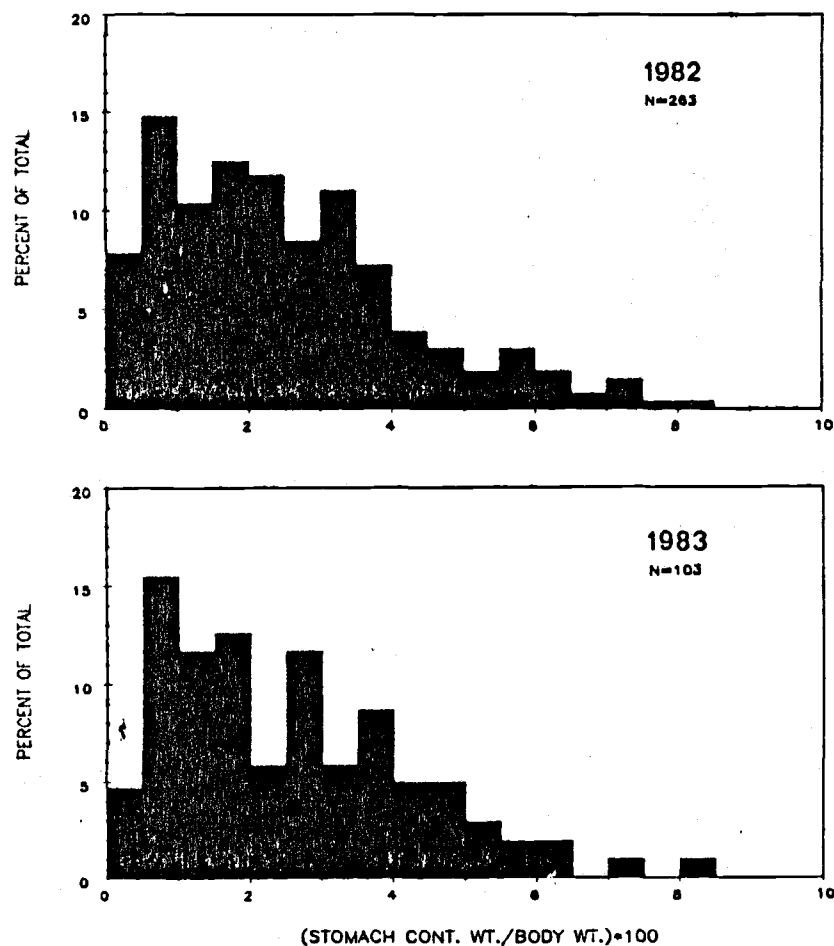 20
15
10
5
0
PERCENT OF TOTAL
1982
N=263
0 2 4 6 8 10
20
15
10
5
0
PERCENT OF TOTAL
1983
N=103
0 2 4 6 8 10
(STOMACH CONT. WT./BODY WT.)*100